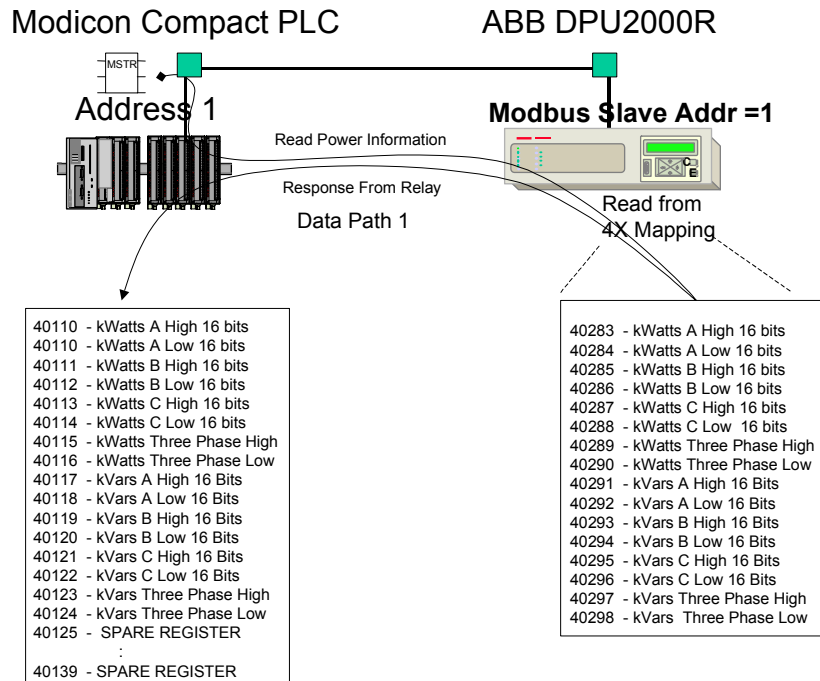 Modicon Compact PLC
ABB DPU2000R
MSTR
Address 1
Modbus Slave Addr =1
Read Power Information
Response From Relay
Data Path 1
C
E
Read from
4X Mapping
40110 - kWatts A High 16 bits
40110 - kWatts A Low 16 bits
40111 - kWatts B High 16 bits
40112 - kWatts B Low 16 bits
40113 - kWatts C High 16 bits
40114 - kWatts C Low 16 bits
40115 - kWatts Three Phase High
40116 - kWatts Three Phase Low
40117 - kVars A High 16 Bits
40118 - kVars A Low 16 Bits
40119 - kVars B High 16 Bits
40120 - kVars B Low 16 Bits
40121 - kVars C High 16 Bits
40122 - kVars C Low 16 Bits
40123 - kVars Three Phase High
40124 - kVars Three Phase Low
40125 - SPARE REGISTER
:
40139 - SPARE REGISTER
40283 - kWatts A High 16 bits
40284 - kWatts A Low 16 bits
40285 - kWatts B High 16 bits
40286 - kWatts B Low 16 bits
40287 - kWatts C High 16 bits
40288 - kWatts C Low 16 bits
40289 - kWatts Three Phase High
40290 - kWatts Three Phase Low
40291 - kVars A High 16 Bits
40292 - kVars A Low 16 Bits
40293 - kVars B High 16 Bits
40294 - kVars B Low 16 Bits
40295 - kVars C High 16 Bits
40296 - kVars C Low 16 Bits
40297 - kVars Three Phase High
40298 - kVars Three Phase Low